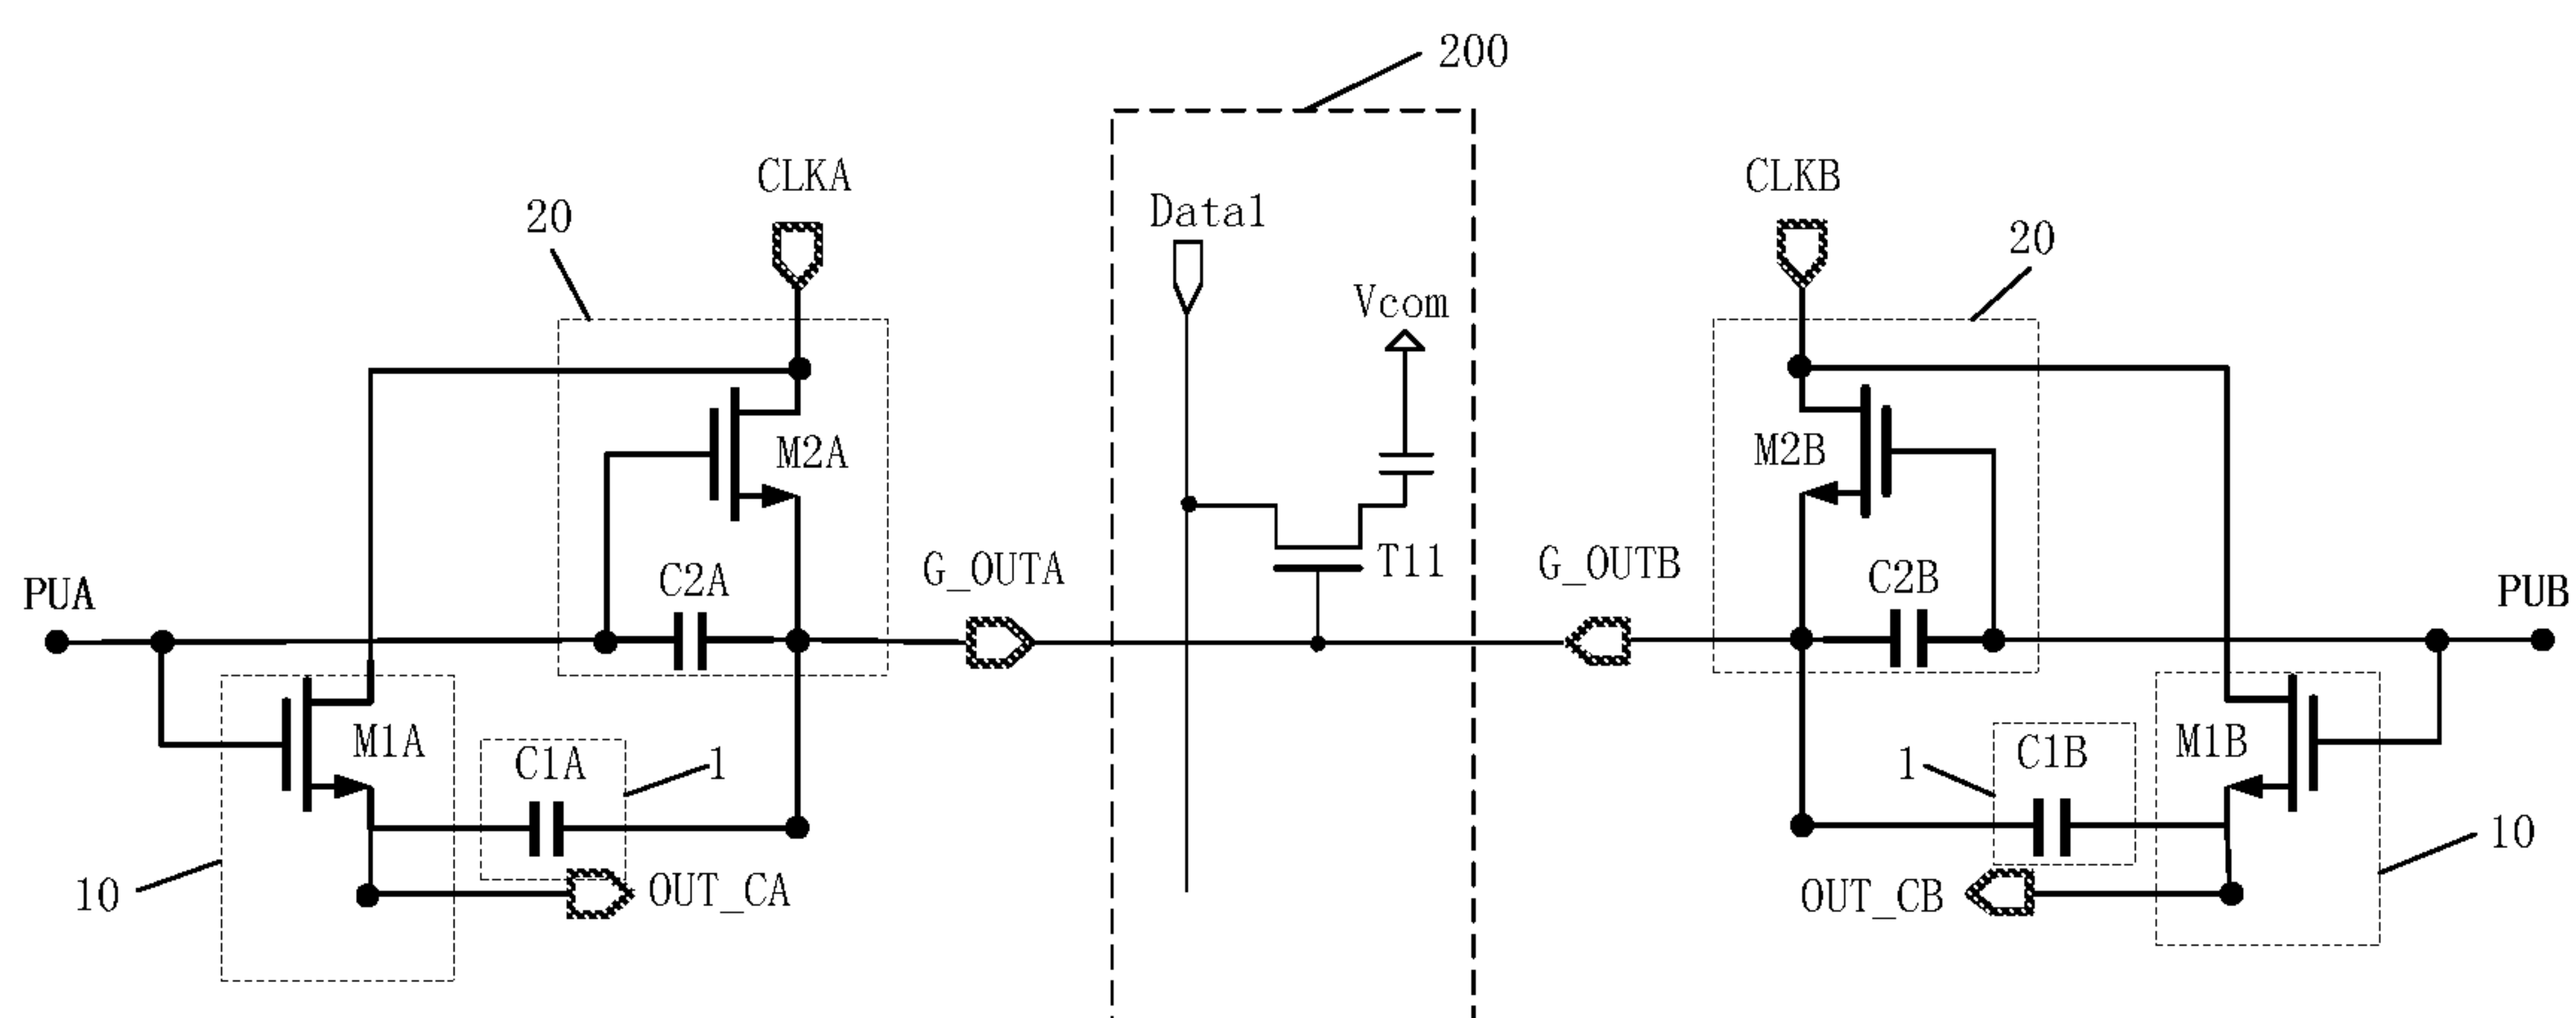 200
CLKA
CLKB
Data1
20
20
Vcom
M2A
M2B
G_OUTA
T11
G_OUTB
C2A
C2B
PUA
PUB
M1A
C1A
1
1
C1B
M1B
10
OUT_CA
OUT_CB
10